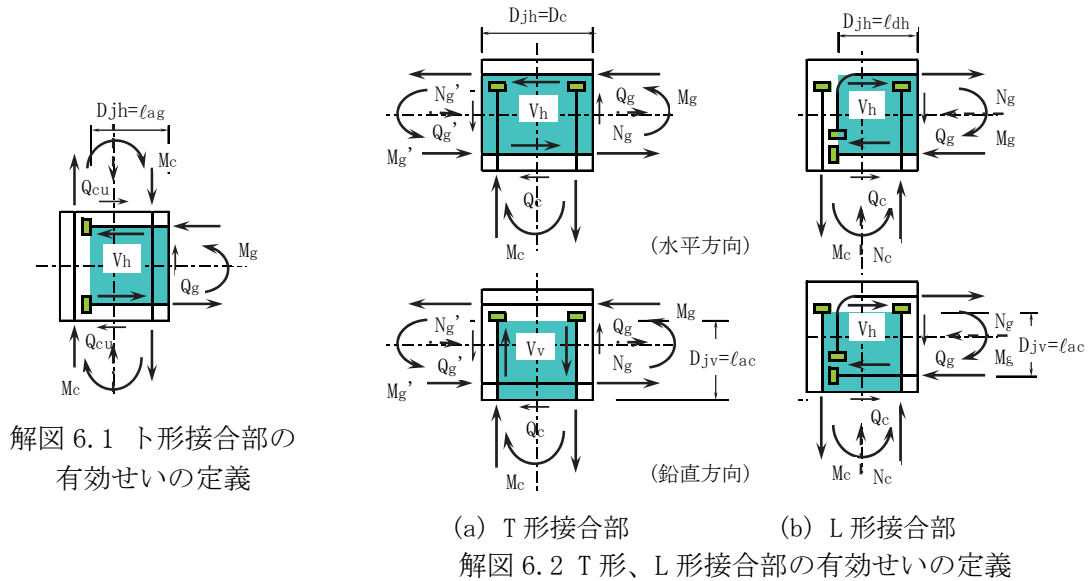 Djh=ℓag
Mc
Qcu
Vh
Mg
Qg
Qcu
Mc
解図 6.1 ト形接合部の
有効せいの定義
Djh=Dc
Ng'
Vh
Qg
Mg
Qg'
Ng
Mg'
Qc
Mc
(水平方向)
Djh=ℓdh
Vh
Ng
Qg
Mg
Qc
Mc
Nc
Ng'
Vv
Qg
Mg
Qg'
Ng
Djv=ℓac
Mg'
Qc
Mc
(鉛直方向)
Vh
Ng
Qg
Mg
Djv=ℓac
Qc
Mc
Nc
(a) T 形接合部
(b) L 形接合部
解図 6.2 T 形、L 形接合部の有効せいの定義